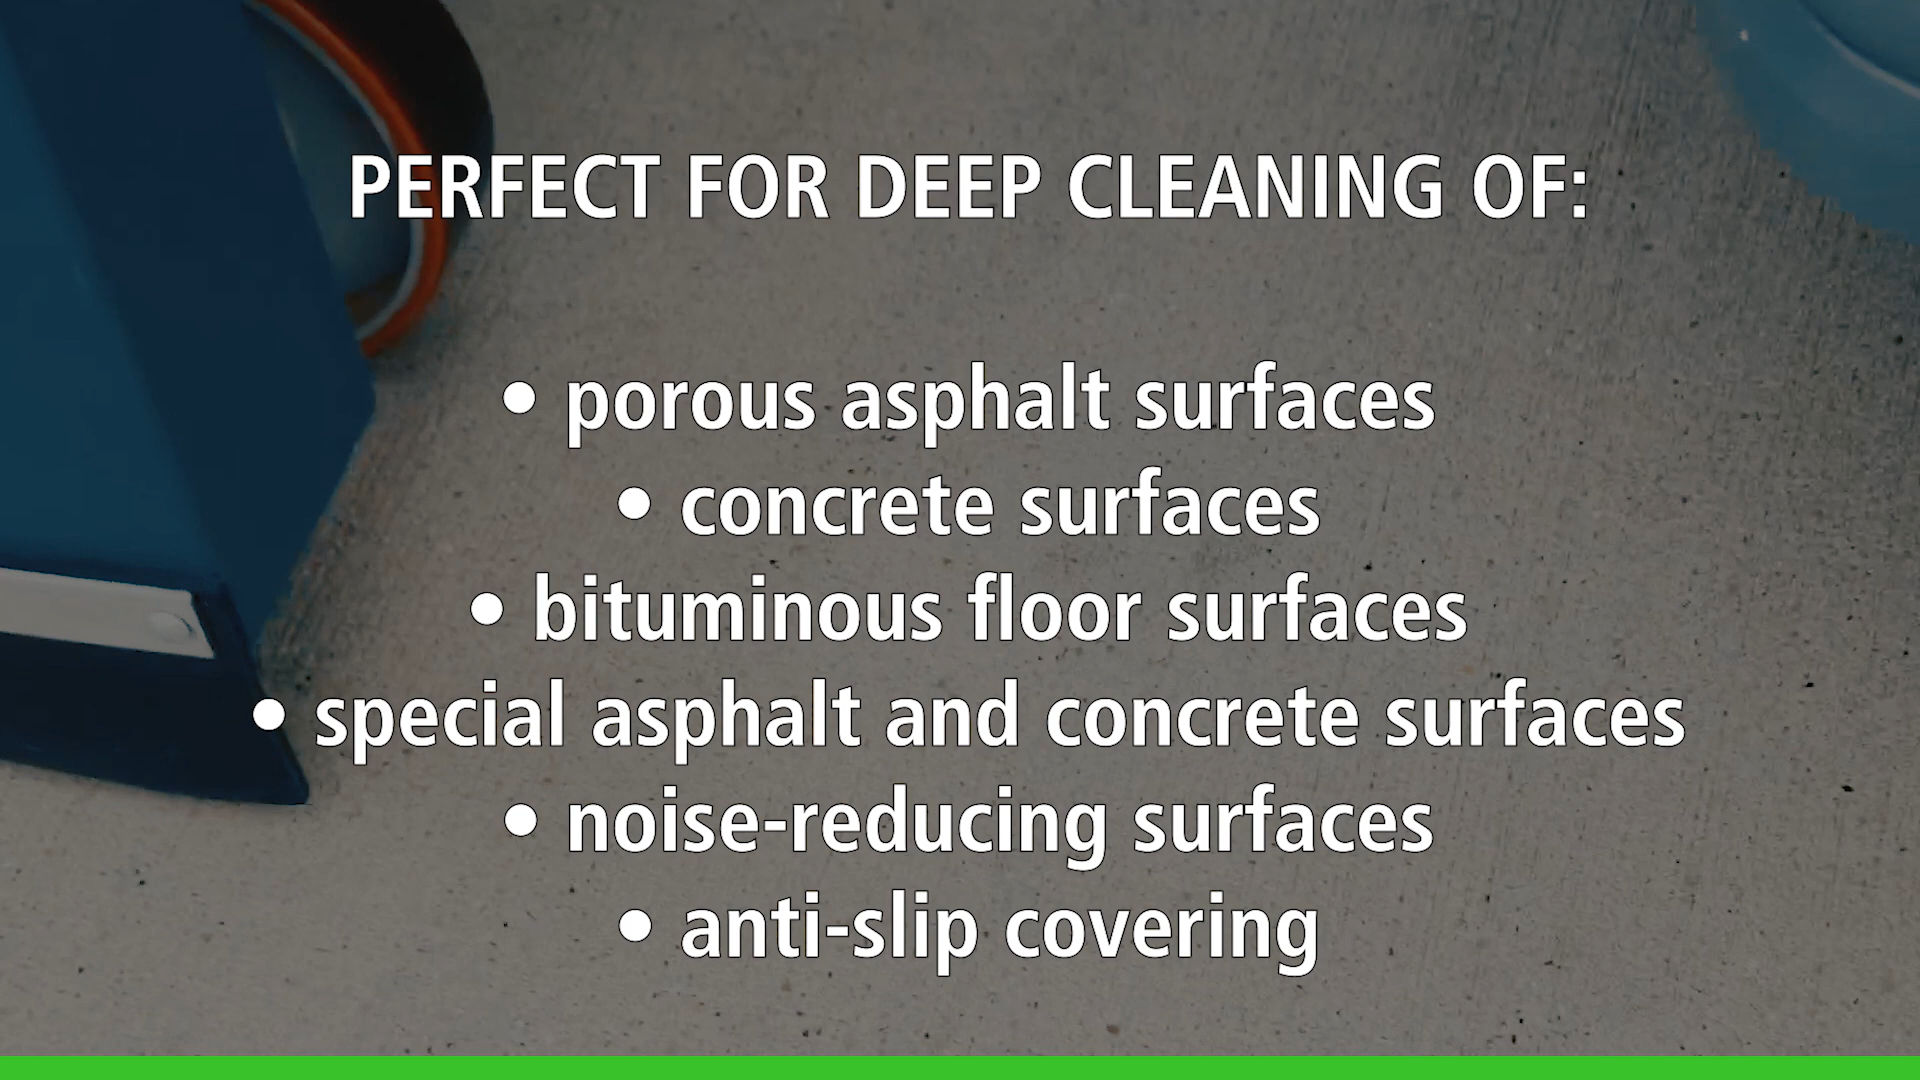 PERFECT FOR DEEP CLEANING OF:
• porous asphalt surfaces
• concrete surfaces
• bituminous floor surfaces
• special asphalt and concrete surfaces
• noise-reducing surfaces
• anti-slip covering